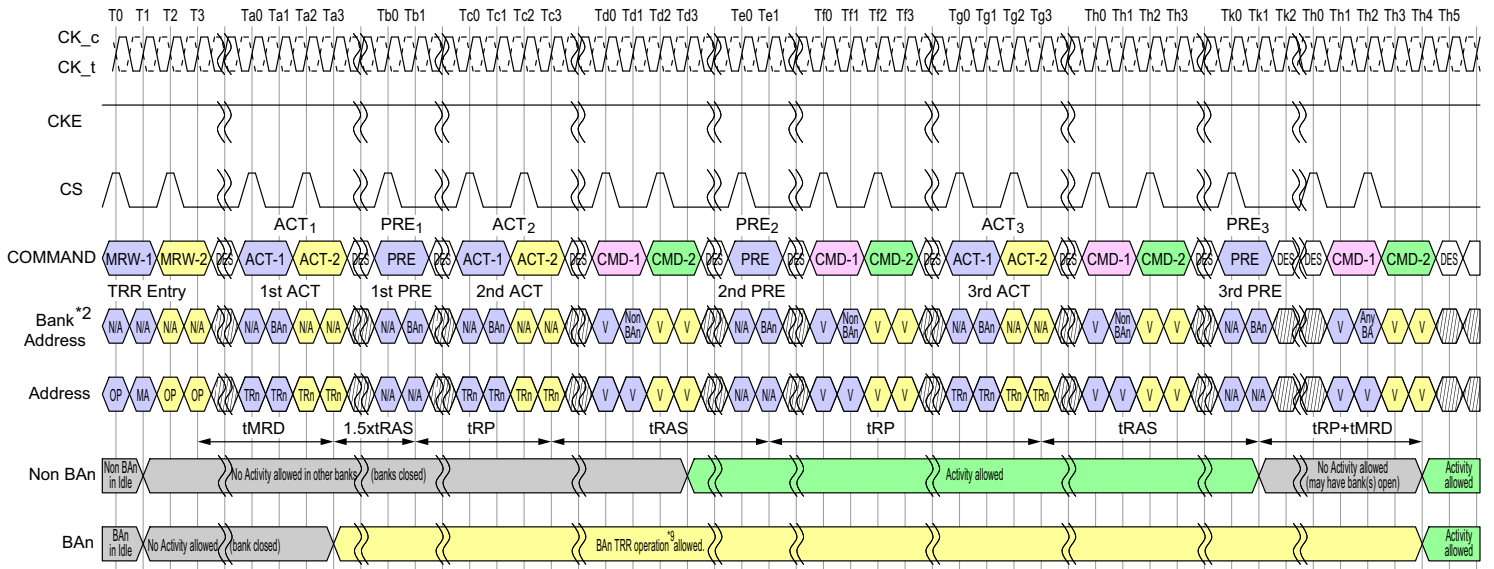 T0 T1 T2 T3 Ta0 Ta1 Ta2 Ta3 Tb0 Tb1 Tc0 Tc1 Tc2 Tc3 Td0 Td1 Td2 Td3 Te0 Te1 Tf0 Tf1 Tf2 Tf3 Tg0 Tg1 Tg2 Tg3 Th0 Th1 Th2 Th3 Tk0 Tk1 Tk2 Th0 Th1 Th2 Th3 Th4 Th5
CK_c
CK_t
CKE
CS
ACT1 PRE1 ACT2 PRE2 ACT3 PRE3
COMMAND MRW-1 MRW-2 DES ACT-1 ACT-2 DES PRE DES ACT-1 ACT-2 DES CMD-1 CMD-2 DES PRE DES CMD-1 CMD-2 DES ACT-1 ACT-2 DES CMD-1 CMD-2 DES PRE DES DES CMD-1 CMD-2 DES
TRR Entry 1st ACT 1st PRE 2nd ACT 2nd PRE 3rd ACT 3rd PRE
Bank*2 Address N/A N/A N/A N/A N/A BAn N/A N/A N/A BAn N/A BAn N/A N/A V Non BAn V V N/A BAn V Non BAn V V N/A BAn N/A N/A V Non BAn V V N/A BAn V Any BA V V
Address OP MA OP OP TRn TRn TRn TRn N/A N/A TRn TRn TRn TRn V V V V N/A N/A V V V V TRn TRn TRn TRn V V V V N/A N/A V V V V
tMRD 1.5xtRAS tRP tRAS tRP tRAS tRP+tMRD
Non BAn Non BAn in Idle No Activity allowed in other banks (banks closed) Activity allowed No Activity allowed (may have bank(s) open) Activity allowed
BAn BAn in Idle No Activity allowed (bank closed) BAn TRR operation*9 allowed. Activity allowed